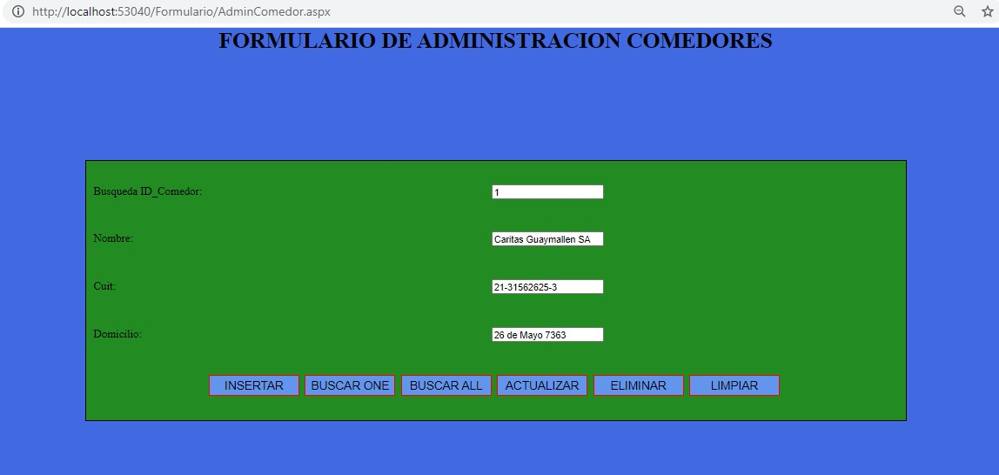 http://localhost:53040/Formulario/AdminComedor.aspx
FORMULARIO DE ADMINISTRACION COMEDORES
Busqueda ID_Comedor: 1
Nombre: Caritas Guaymallen SA
Cuit: 21-31562625-3
Domicilio: 26 de Mayo 7363
INSERTAR BUSCAR ONE BUSCAR ALL ACTUALIZAR ELIMINAR LIMPIAR